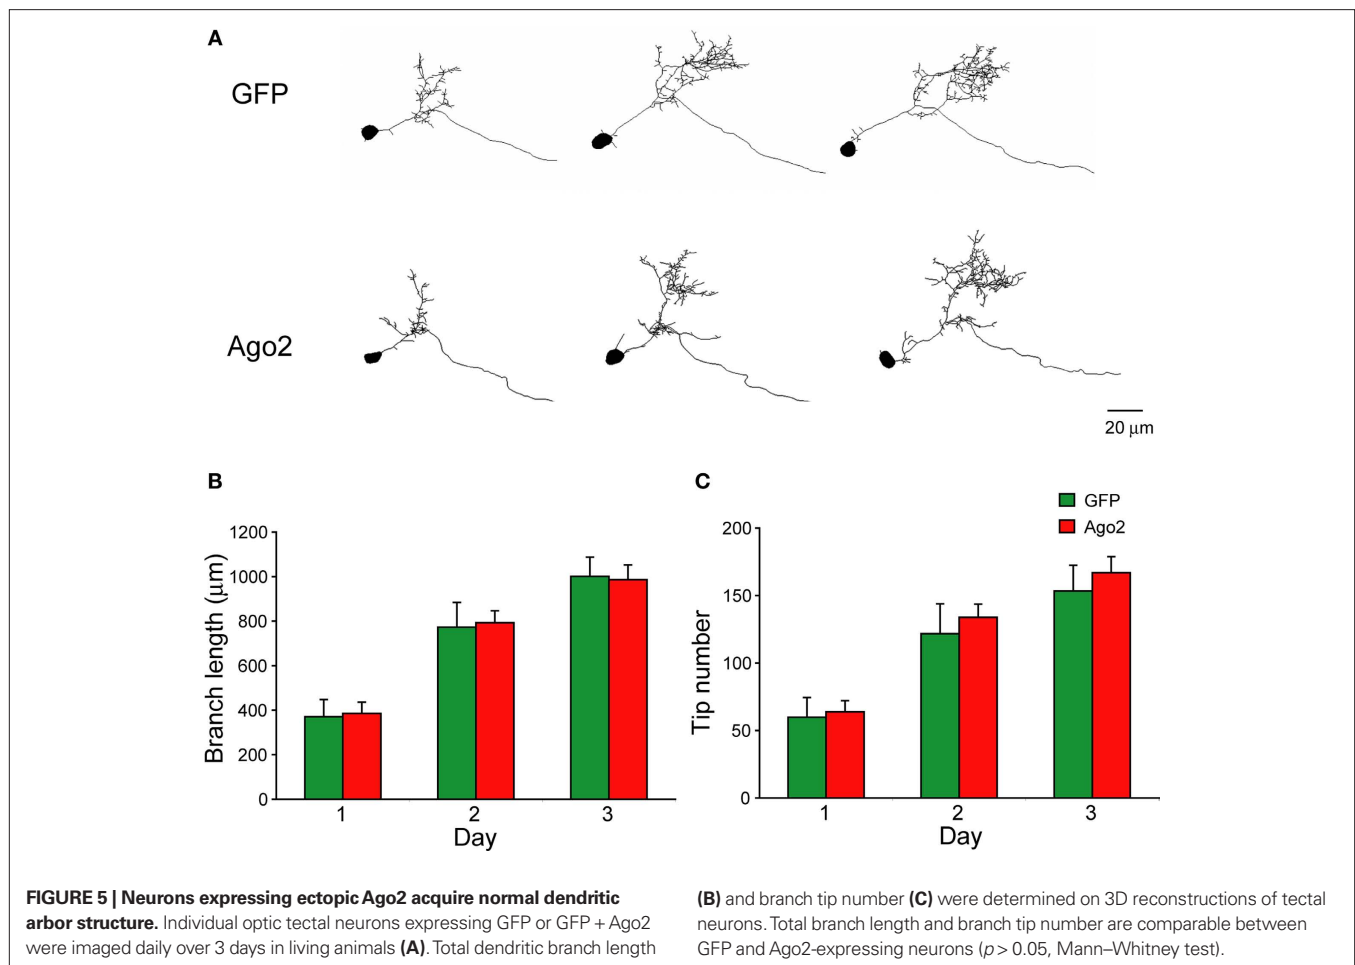 A
GFP
Ago2
20 μm
B
Branch length (μm)
1200
1000
800
600
400
200
0
1 2 3
Day
C
GFP
Ago2
Tip number
200
150
100
50
0
1 2 3
Day
FIGURE 5 | Neurons expressing ectopic Ago2 acquire normal dendritic
arbor structure. Individual optic tectal neurons expressing GFP or GFP + Ago2
were imaged daily over 3 days in living animals (A). Total dendritic branch length
(B) and branch tip number (C) were determined on 3D reconstructions of tectal
neurons. Total branch length and branch tip number are comparable between
GFP and Ago2-expressing neurons (p > 0.05, Mann–Whitney test).